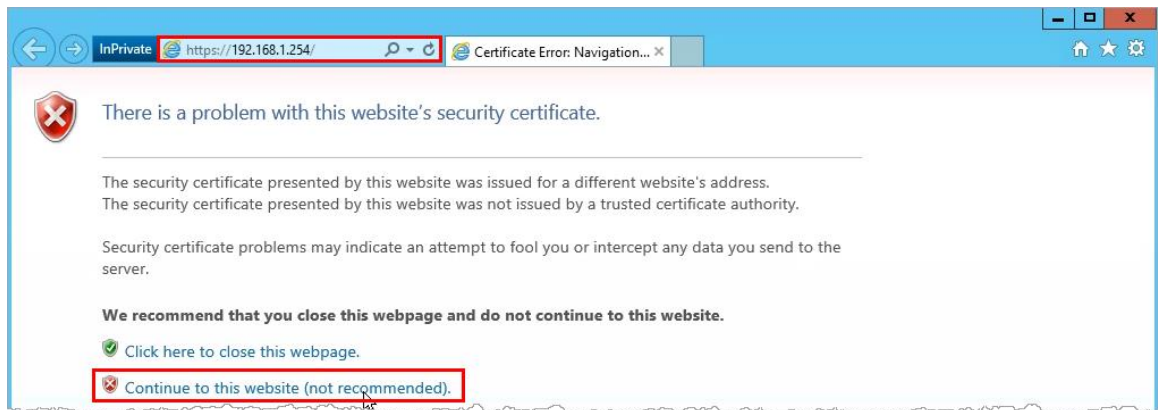 InPrivate https://192.168.1.254/ Certificate Error: Navigation...
There is a problem with this website's security certificate.
The security certificate presented by this website was issued for a different website's address.
The security certificate presented by this website was not issued by a trusted certificate authority.
Security certificate problems may indicate an attempt to fool you or intercept any data you send to the
server.
We recommend that you close this webpage and do not continue to this website.
Click here to close this webpage.
Continue to this website (not recommended).